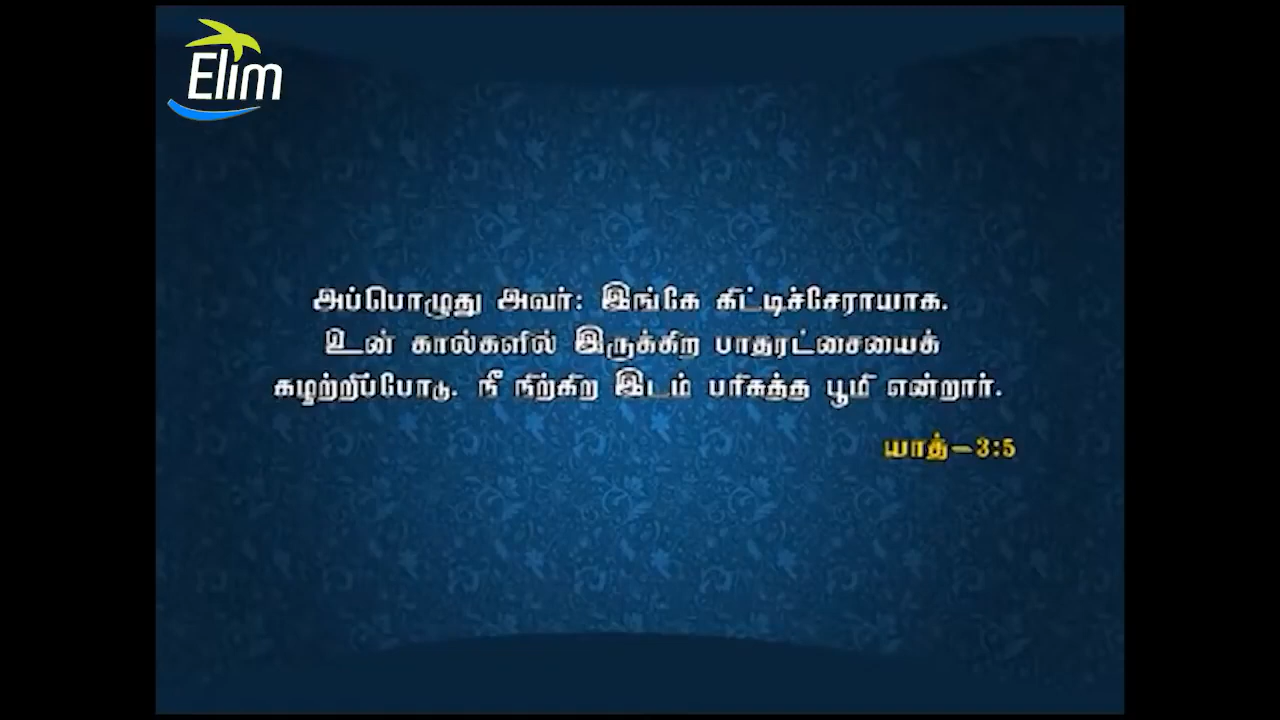 Elim
அப்பொழுது அவர்: இங்கே கிட்டிச்சேராயாக.
உன் கால்களில் இருக்கிற பாதரட்சையைக்
கழற்றிப்போடு. நீ நிற்கிற இடம் பரிசுத்த பூமி என்றார்.
யாத்-3:5